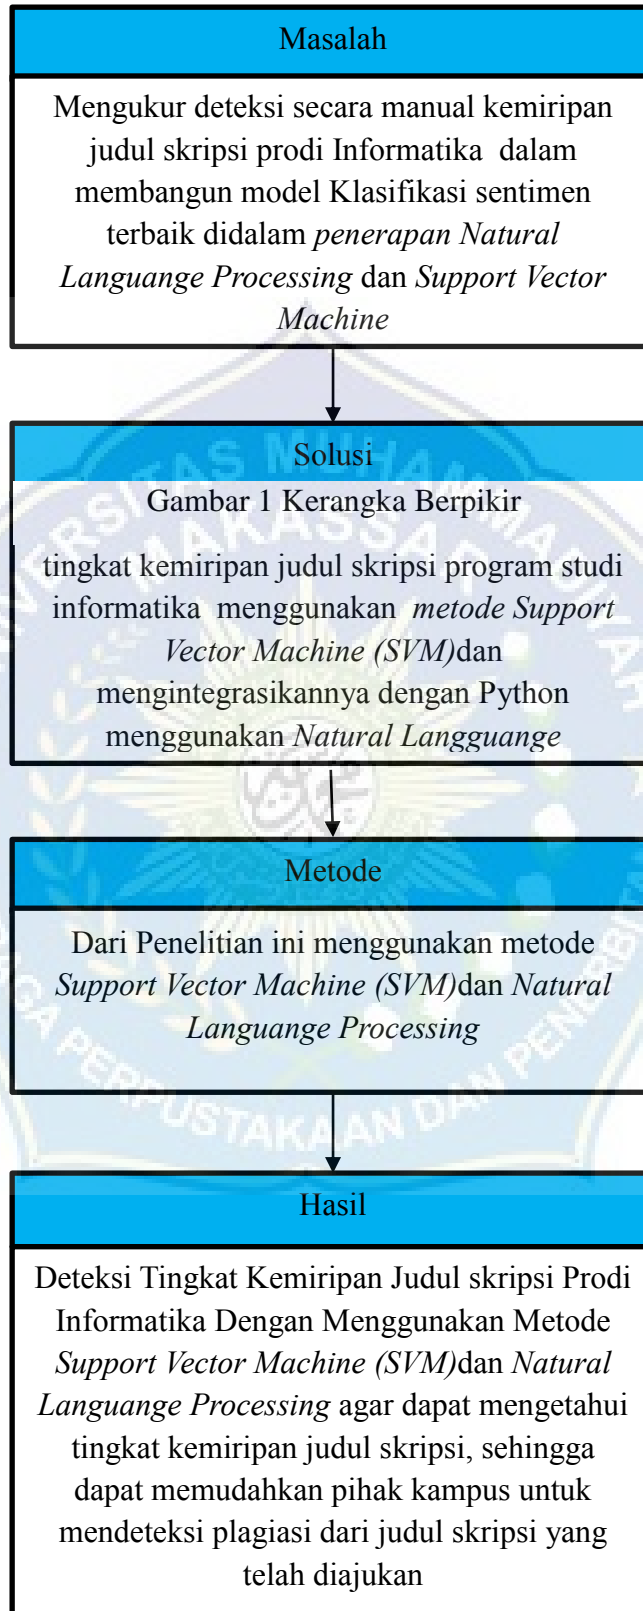 Masalah
Mengukur deteksi secara manual kemiripan
judul skripsi prodi Informatika dalam
membangun model Klasifikasi sentimen
terbaik didalam penerapan Natural
Languange Processing dan Support Vector
Machine
Solusi
Gambar 1 Kerangka Berpikir
tingkat kemiripan judul skripsi program studi
informatika menggunakan metode Support
Vector Machine (SVM)dan
mengintegrasikannya dengan Python
menggunakan Natural Langguange
Metode
Dari Penelitian ini menggunakan metode
Support Vector Machine (SVM)dan Natural
Languange Processing
Hasil
Deteksi Tingkat Kemiripan Judul skripsi Prodi
Informatika Dengan Menggunakan Metode
Support Vector Machine (SVM)dan Natural
Languange Processing agar dapat mengetahui
tingkat kemiripan judul skripsi, sehingga
dapat memudahkan pihak kampus untuk
mendeteksi plagiasi dari judul skripsi yang
telah diajukan